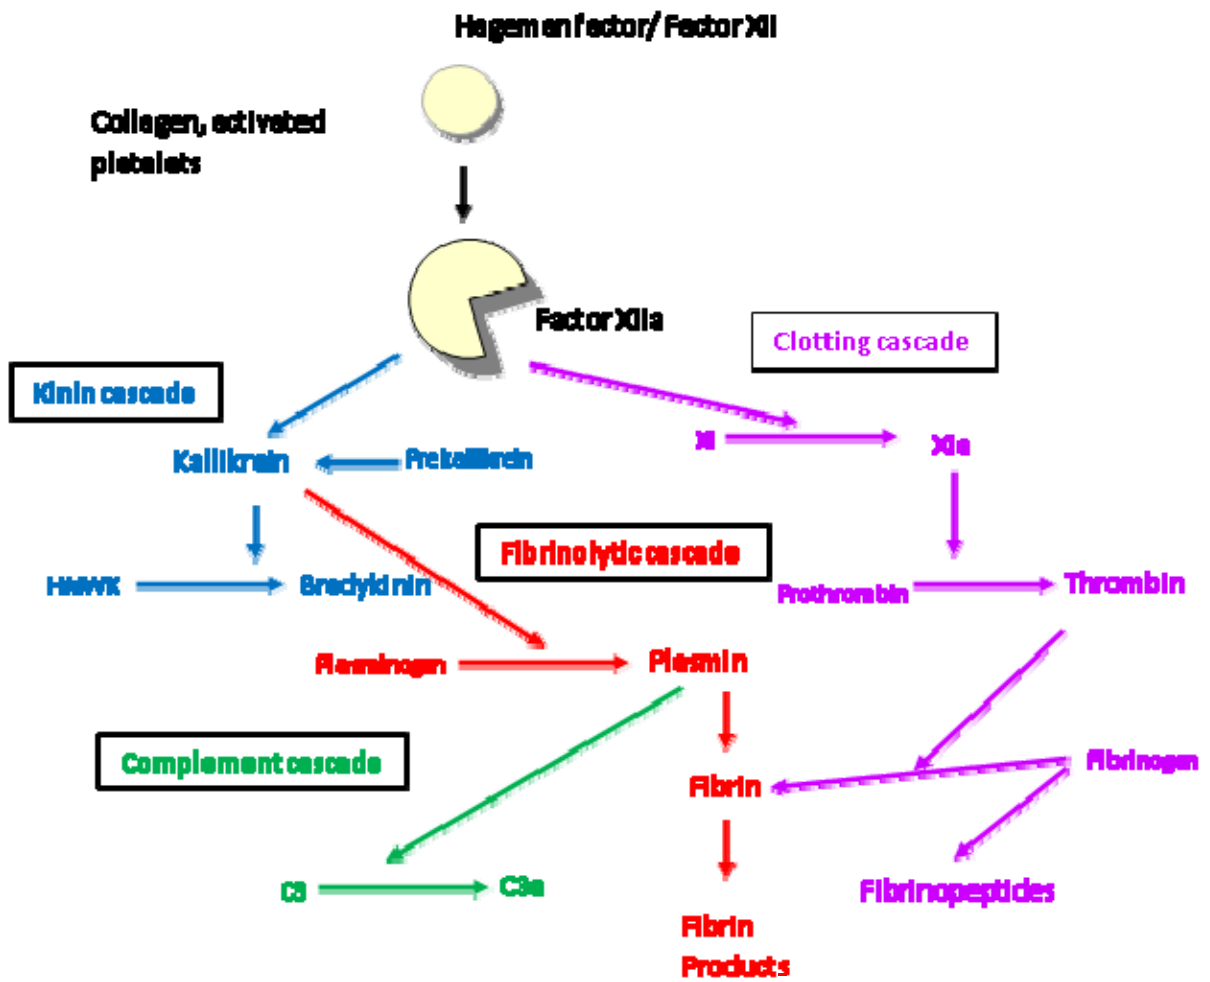 Hageman factor/ Factor XII
Collagen, activated
platelets
Factor XIIa
Clotting cascade
Kinin cascade
Kallikrein
Prekallikrein
XI
XIa
Fibrinolytic cascade
HMWK
Bradykinin
Prothrombin
Thrombin
Plasminogen
Plasmin
Complement cascade
Fibrin
Fibrinogen
C3
C3a
Fibrinopeptides
Fibrin
Products